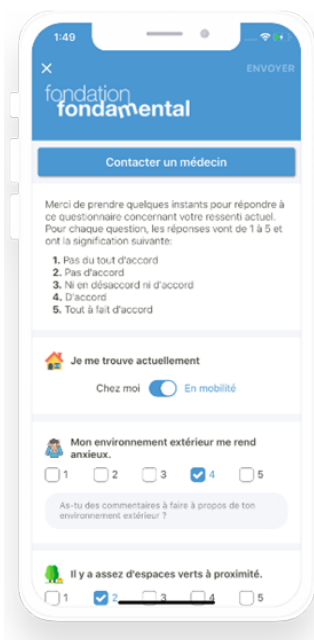 1:49
ENVOYER
fondation
fondamental
Contacter un médecin
Merci de prendre quelques instants pour répondre à
ce questionnaire concernant votre ressenti actuel.
Pour chaque question, les réponses vont de 1 à 5 et
ont la signification suivante:
1. Pas du tout d'accord
2. Pas d'accord
3. Ni en désaccord ni d'accord
4. D'accord
5. Tout à fait d'accord
Je me trouve actuellement
Chez moi En mobilité
Mon environnement extérieur me rend
anxieux.
1 2 3 4 5
As-tu des commentaires à faire à propos de ton
environnement extérieur ?
Il y a assez d'espaces verts à proximité.
1 2 3 4 5